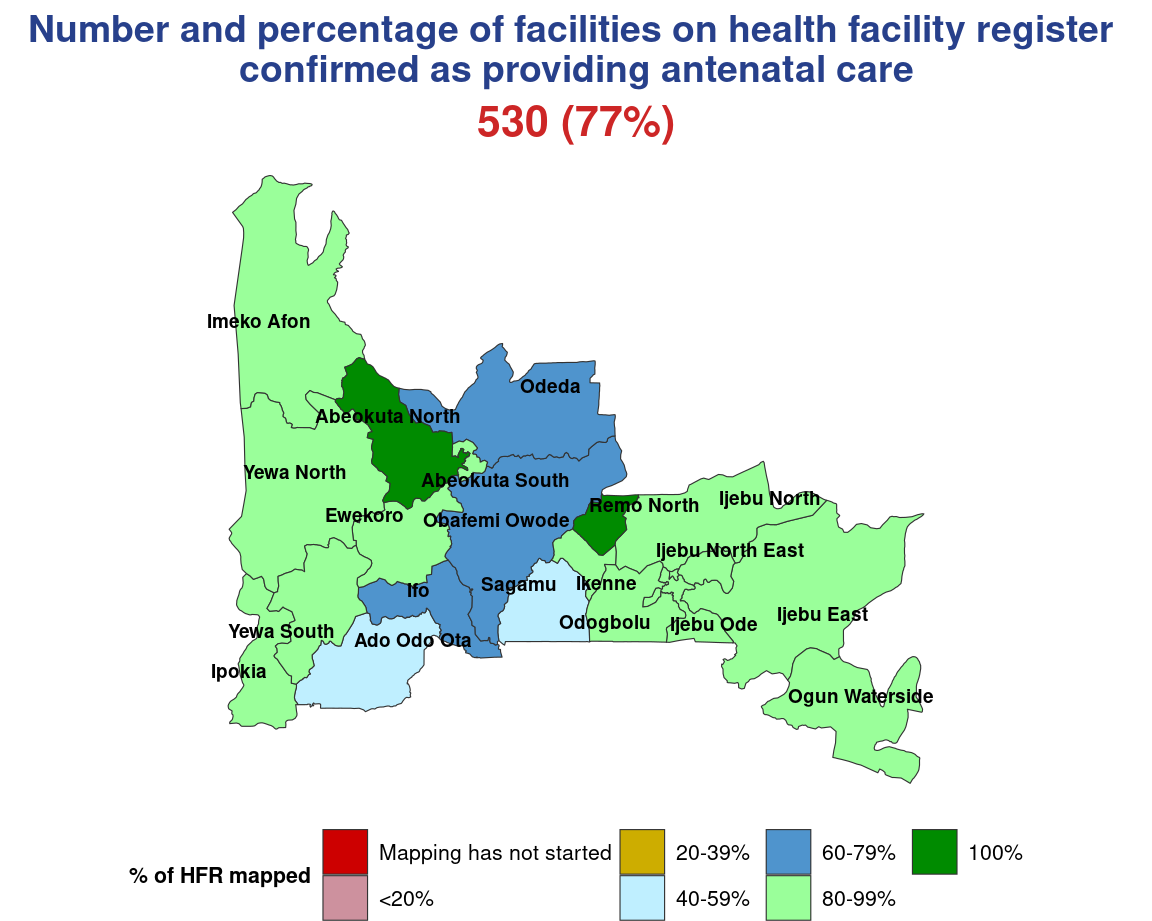 Number and percentage of facilities on health facility register
confirmed as providing antenatal care
530 (77%)
Imeko Afon
Odeda
Abeokuta North
Yewa North
Abeokuta South
Ijebu North
Remo North
Ewekoro
Obafemi Owode
Ijebu North East
Ifo
Sagamu
Ikenne
Ijebu East
Odogbolu
Ijebu Ode
Yewa South
Ado Odo Ota
Ipokia
Ogun Waterside
% of HFR mapped
Mapping has not started
<20%
20-39%
40-59%
60-79%
80-99%
100%